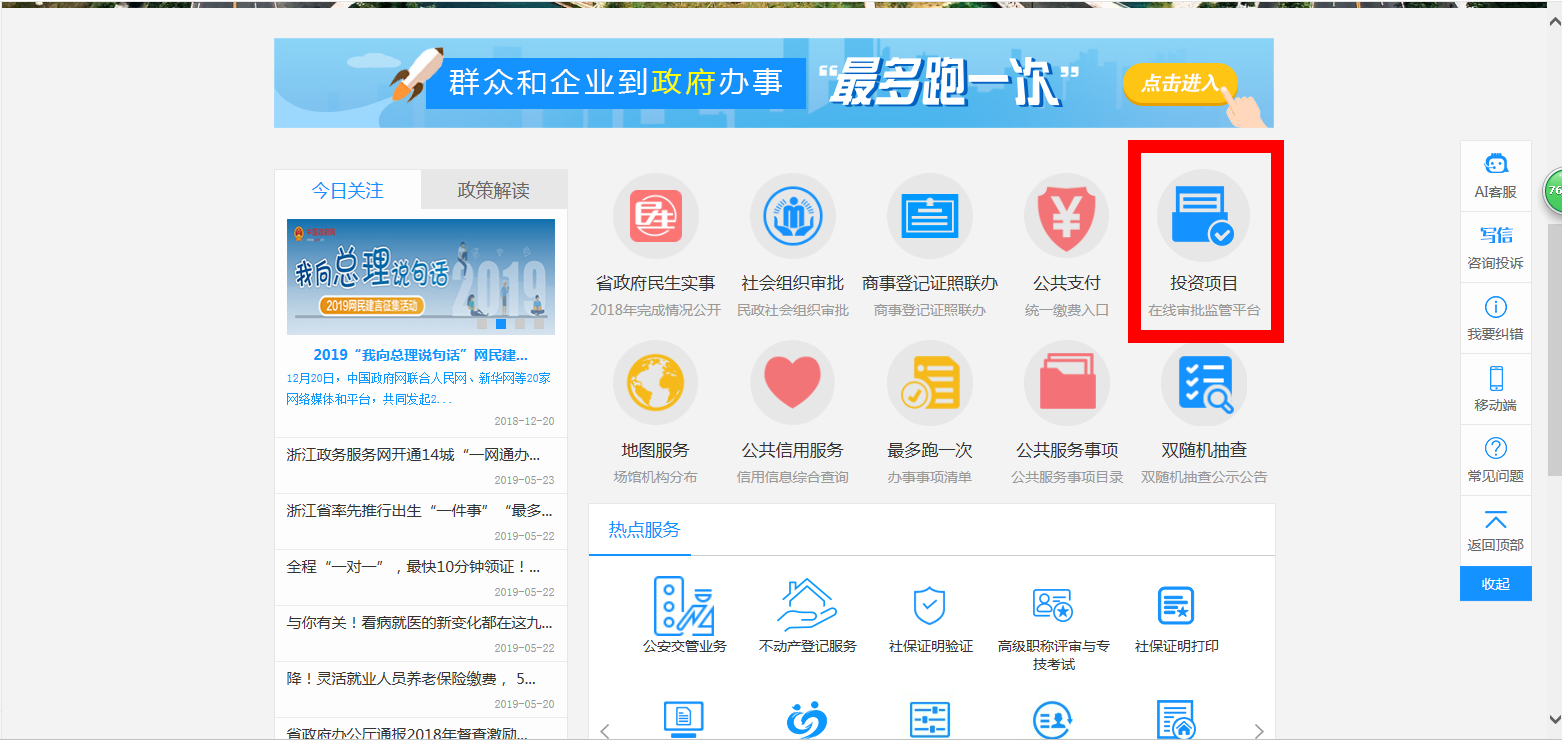 群众和企业到政府办事
“最多跑一次”
点击进入
今日关注
政策解读
我向总理说句话
2019
2019网民建言征集活动
2019“我向总理说句话”网民建...
12月20日，中国政府网联合人民网、新华网等20家
网络媒体和平台，共同发起2...
2018-12-20
浙江政务服务网开通14城“一网通办...
2019-05-23
浙江省率先推行出生“一件事”“最多...
2019-05-22
全程“一对一”，最快10分钟领证！...
2019-05-22
与你有关！看病就医的新变化都在这九...
2019-05-22
降！灵活就业人员养老保险缴费， 5...
2019-05-20
省政府办公厅通报2018年督查激励...
民生
省政府民生实事
2018年完成情况公开
社会组织审批
民政社会组织审批
商事登记证照联办
商事登记证照联办
¥
公共支付
统一缴费入口
投资项目
在线审批监管平台
地图服务
场馆机构分布
公共信用服务
信用信息综合查询
最多跑一次
办事事项清单
公共服务事项
公共服务事项目录
双随机抽查
双随机抽查公示公告
热点服务
公安交管业务
不动产登记服务
社保证明验证
高级职称评审与专
技考试
社保证明打印
AI客服
写信
咨询投诉
我要纠错
移动端
常见问题
返回顶部
收起
76